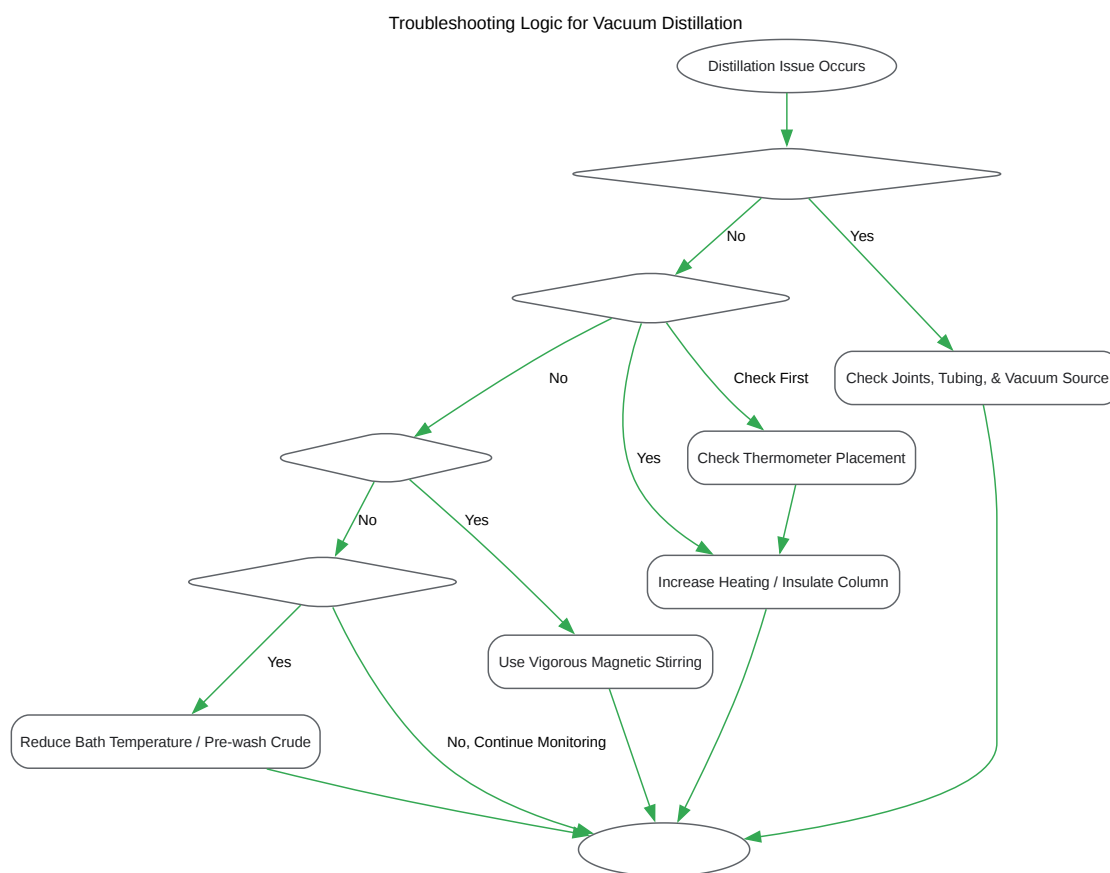 Troubleshooting Logic for Vacuum Distillation
Distillation Issue Occurs
No
Yes
No
Yes
Check First
Check Joints, Tubing, & Vacuum Source
Check Thermometer Placement
No
Yes
Increase Heating / Insulate Column
Yes
No, Continue Monitoring
Use Vigorous Magnetic Stirring
Reduce Bath Temperature / Pre-wash Crude